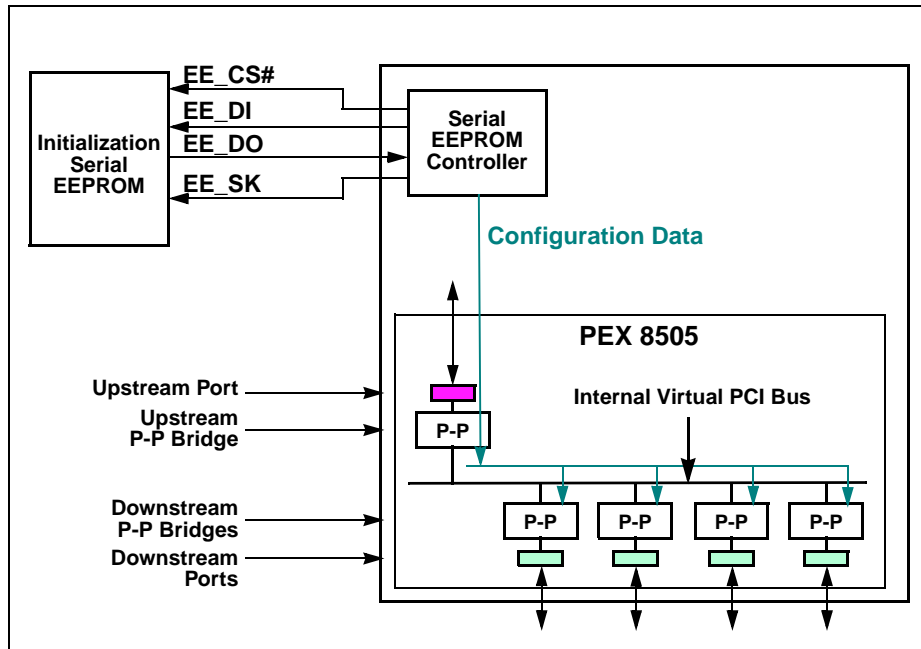 EE_CS#
EE_DI
EE_DO
EE_SK
Initialization
Serial
EEPROM
Serial
EEPROM
Controller
Configuration Data
PEX 8505
Upstream Port
Upstream
P-P Bridge
Internal Virtual PCI Bus
P-P
Downstream
P-P Bridges
Downstream
Ports
P-P
P-P
P-P
P-P